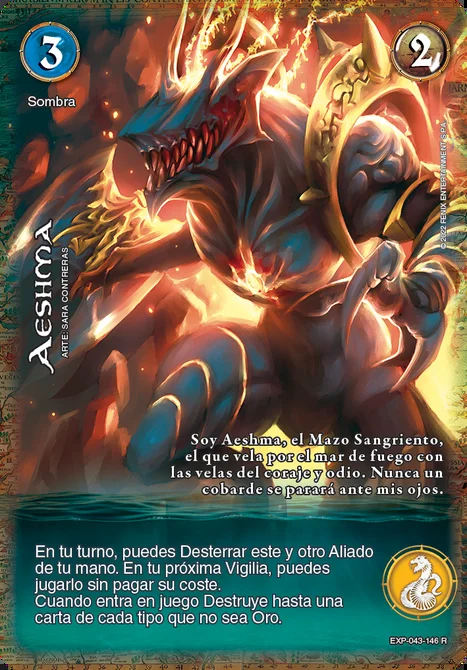 3
2
Sombra
AESHMA
ARTE: SARA CONTRERAS
© 2022 FENIX ENTERTAINMENT S.P.A.
Soy Aeshma, el Mazo Sangriento,
el que vela por el mar de fuego con
las velas del coraje y odio. Nunca un
cobarde se parará ante mis ojos.
En tu turno, puedes Desterrar este y otro Aliado
de tu mano. En tu próxima Vigilia, puedes
jugarlo sin pagar su coste.
Cuando entra en juego Destruye hasta una
carta de cada tipo que no sea Oro.
EXP-043-146 R